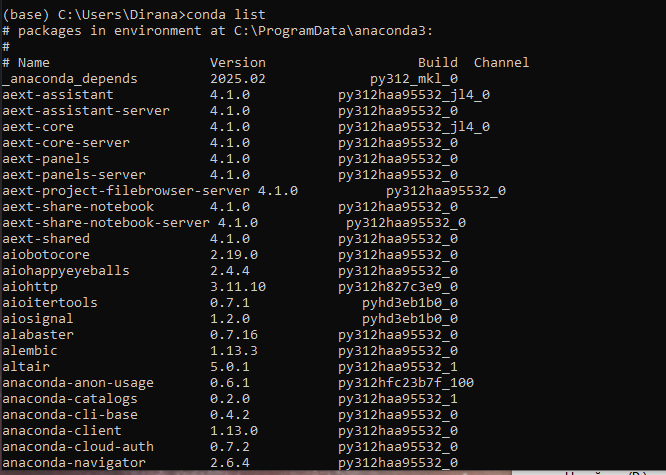 (base) C:\Users\Dirana>conda list
# packages in environment at C:\ProgramData\anaconda3:
#
# Name                    Version                   Build  Channel
_anaconda_depends         2025.02             py312_mkl_0
aext-assistant            4.1.0           py312haa95532_jl4_0
aext-assistant-server     4.1.0           py312haa95532_0
aext-core                 4.1.0           py312haa95532_jl4_0
aext-core-server          4.1.0           py312haa95532_0
aext-panels               4.1.0           py312haa95532_0
aext-panels-server        4.1.0           py312haa95532_0
aext-project-filebrowser-server 4.1.0           py312haa95532_0
aext-share-notebook       4.1.0           py312haa95532_0
aext-share-notebook-server 4.1.0           py312haa95532_0
aext-shared               4.1.0           py312haa95532_0
aiobotocore               2.19.0          py312haa95532_0
aiohappyeyeballs          2.4.4           py312haa95532_0
aiohttp                   3.11.10         py312h827c3e9_0
aioitertools              0.7.1              pyhd3eb1b0_0
aiosignal                 1.2.0              pyhd3eb1b0_0
alabaster                 0.7.16          py312haa95532_0
alembic                   1.13.3          py312haa95532_0
altair                    5.0.1           py312haa95532_1
anaconda-anon-usage       0.6.1           py312hfc23b7f_100
anaconda-catalogs         0.2.0           py312haa95532_1
anaconda-cli-base         0.4.2           py312haa95532_0
anaconda-client           1.13.0          py312haa95532_0
anaconda-cloud-auth       0.7.2           py312haa95532_0
anaconda-navigator        2.6.4           py312haa95532_0